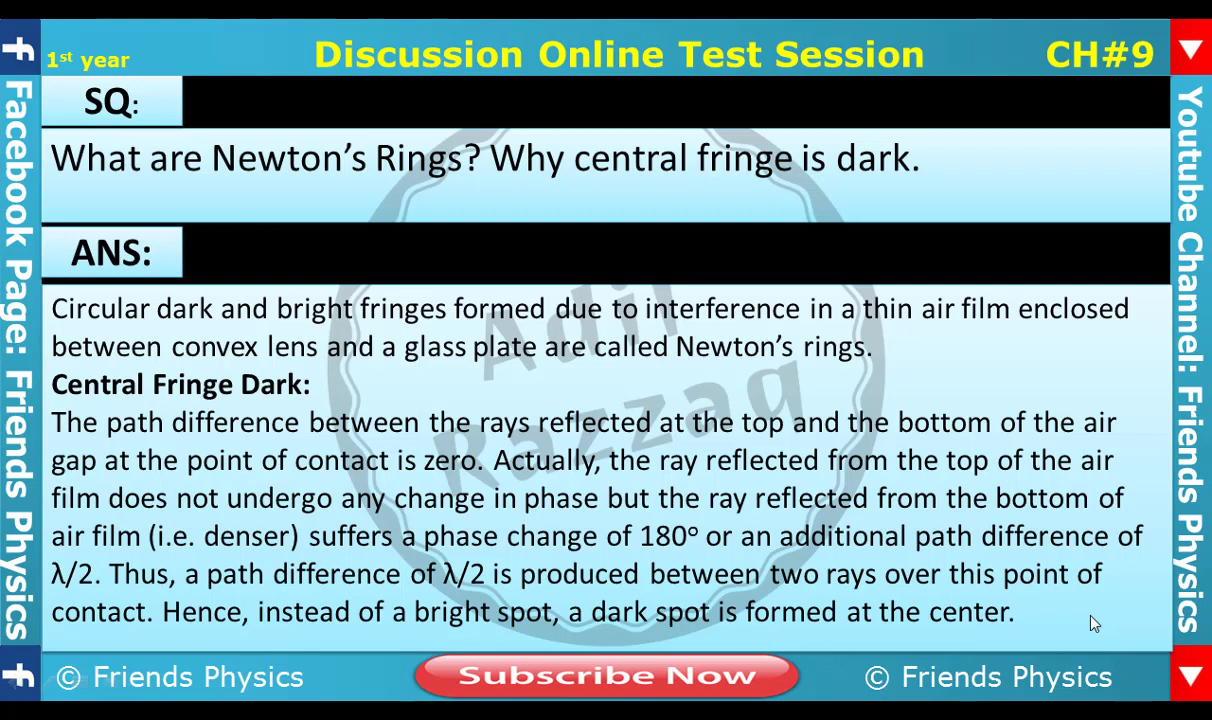 1st year
Discussion Online Test Session
CH#9
SQ:
What are Newton's Rings? Why central fringe is dark.
ANS:
Circular dark and bright fringes formed due to interference in a thin air film enclosed
between convex lens and a glass plate are called Newton's rings.
Central Fringe Dark:
The path difference between the rays reflected at the top and the bottom of the air
gap at the point of contact is zero. Actually, the ray reflected from the top of the air
film does not undergo any change in phase but the ray reflected from the bottom of
air film (i.e. denser) suffers a phase change of 180° or an additional path difference of
λ/2. Thus, a path difference of λ/2 is produced between two rays over this point of
contact. Hence, instead of a bright spot, a dark spot is formed at the center.
Adil
Razzaq
© Friends Physics
Subscribe Now
© Friends Physics
f
Facebook Page: Friends Physics
f
Youtube Channel: Friends Physics